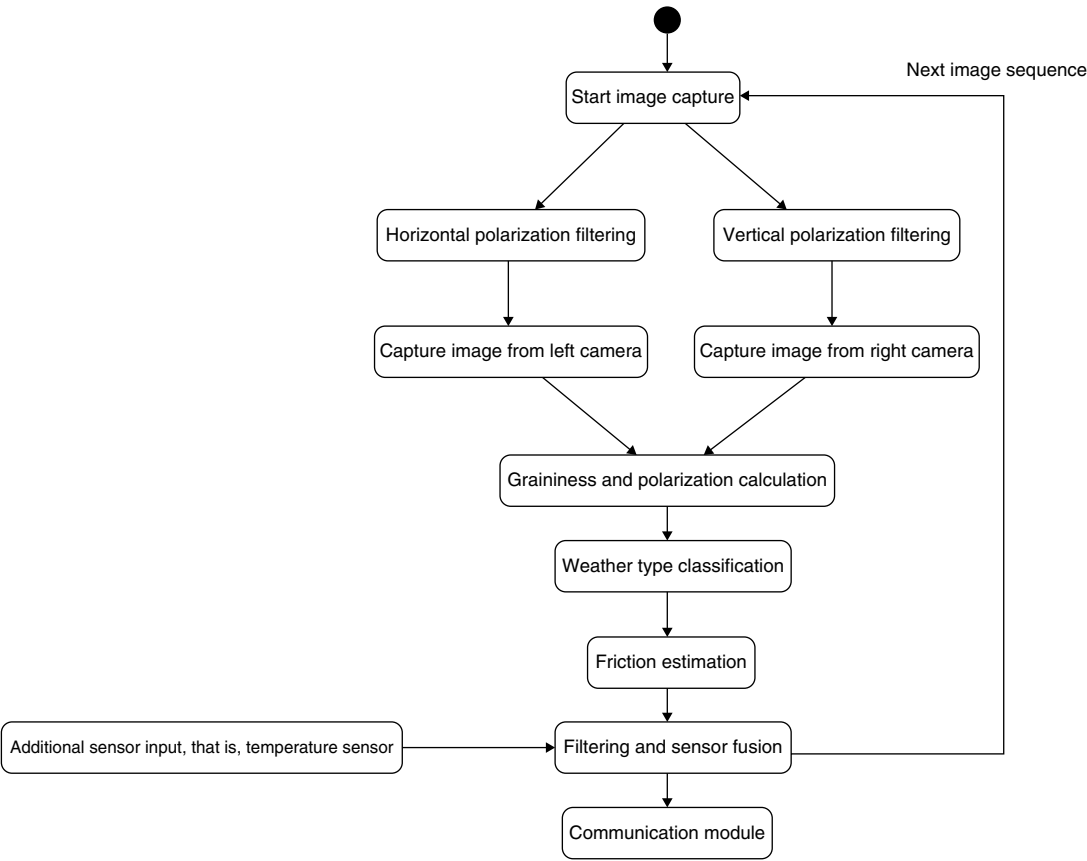 Next image sequence
Start image capture
Horizontal polarization filtering
Vertical polarization filtering
Capture image from left camera
Capture image from right camera
Graininess and polarization calculation
Weather type classification
Friction estimation
Additional sensor input, that is, temperature sensor
Filtering and sensor fusion
Communication module